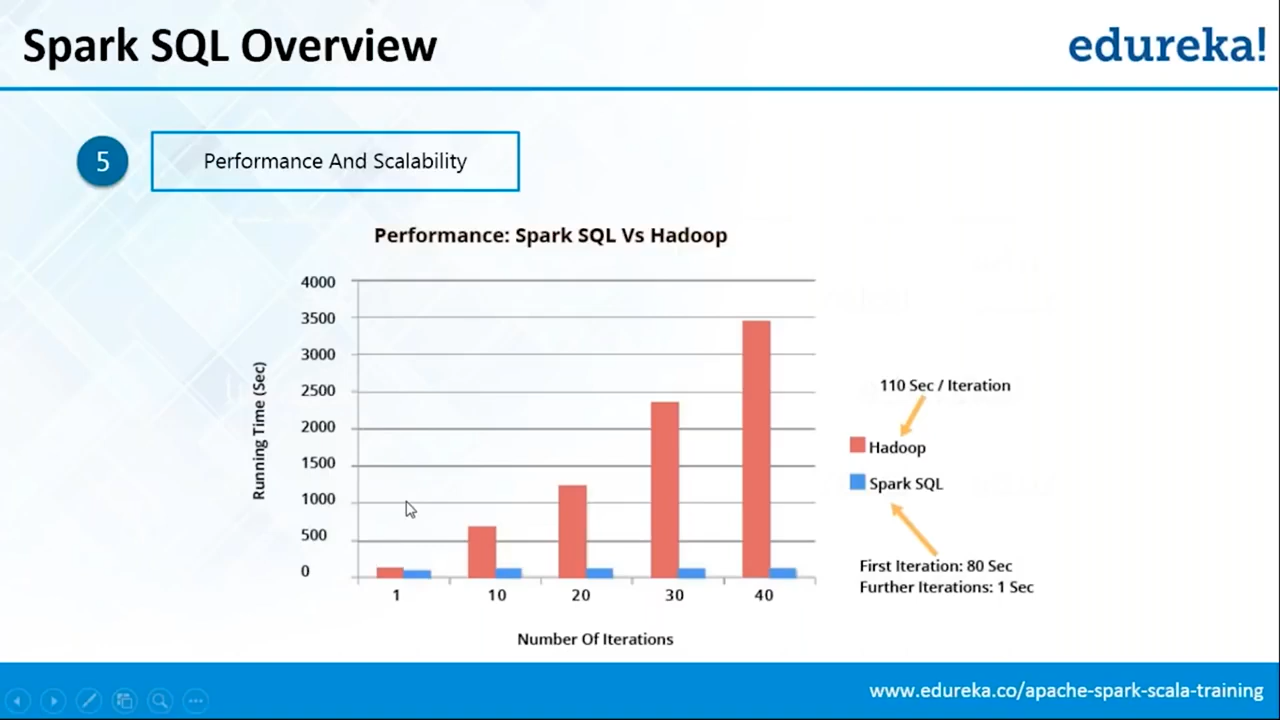 Spark SQL Overview
edureka!
5
Performance And Scalability
Performance: Spark SQL Vs Hadoop
4000
3500
3000
2500
2000
1500
1000
500
0
Running Time (Sec)
1 10 20 30 40
Number Of Iterations
110 Sec / Iteration
Hadoop
Spark SQL
First Iteration: 80 Sec
Further Iterations: 1 Sec
www.edureka.co/apache-spark-scala-training